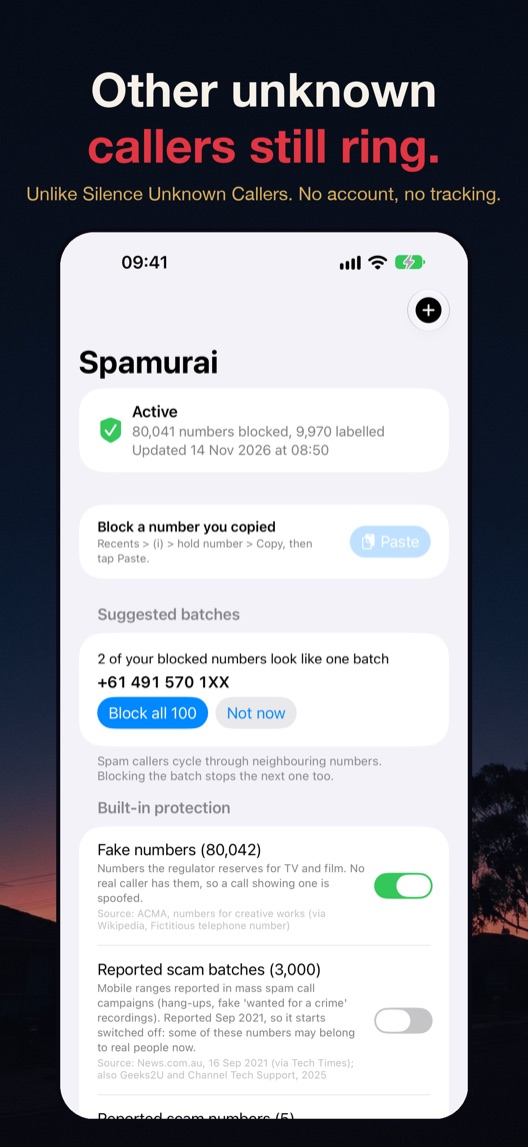 Other unknown
callers still ring.
Unlike Silence Unknown Callers. No account, no tracking.
09:41
Spamurai
Active
80,041 numbers blocked, 9,970 labelled
Updated 14 Nov 2026 at 08:50
Block a number you copied
Recents > (i) > hold number > Copy, then
tap Paste.
Paste
Suggested batches
2 of your blocked numbers look like one batch
+61 491 570 1XX
Block all 100
Not now
Spam callers cycle through neighbouring numbers.
Blocking the batch stops the next one too.
Built-in protection
Fake numbers (80,042)
Numbers the regulator reserves for TV and film. No
real caller has them, so a call showing one is
spoofed.
Source: ACMA, numbers for creative works (via
Wikipedia, Fictitious telephone number)
Reported scam batches (3,000)
Mobile ranges reported in mass spam call
campaigns (hang-ups, fake 'wanted for a crime'
recordings). Reported Sep 2021, so it starts
switched off: some of these numbers may belong
to real people now.
Source: News.com.au, 16 Sep 2021 (via Tech Times);
also Geeks2U and Channel Tech Support, 2025
Reported scam numbers (5)